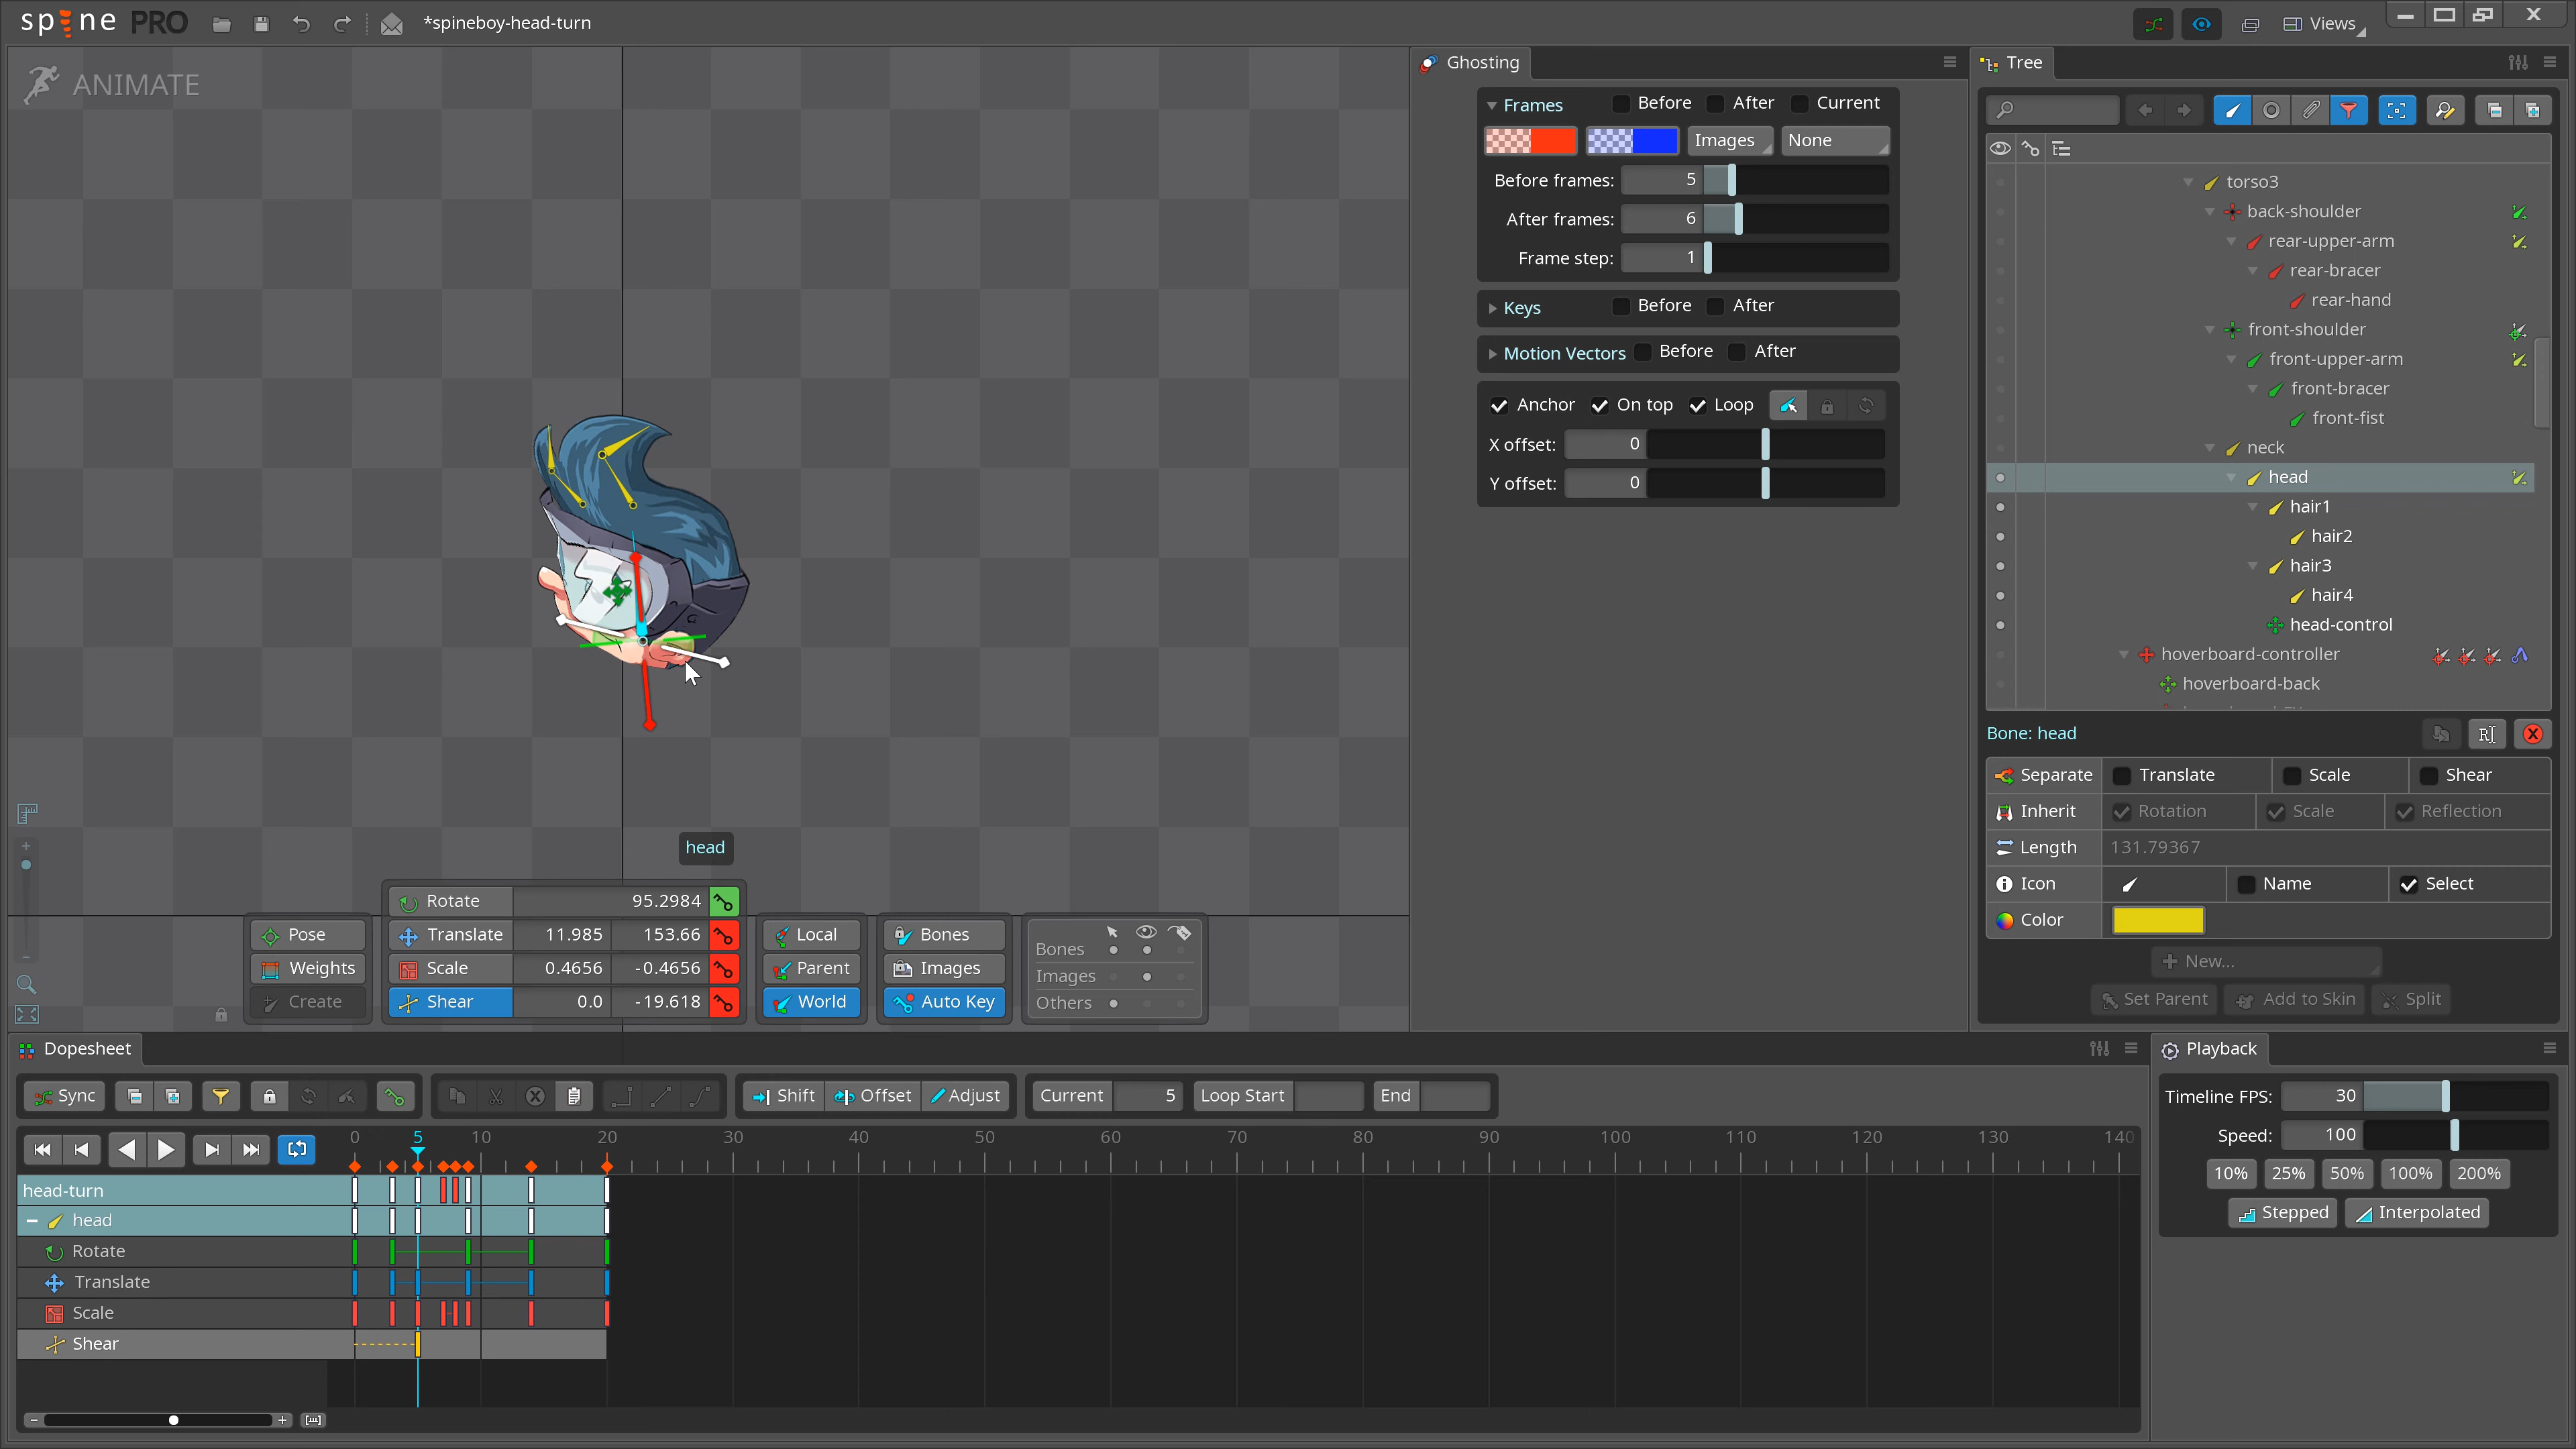 spine PRO *spineboy-head-turn Views
ANIMATE
Ghosting
Frames Before After Current
Images None
Before frames: 5
After frames: 6
Frame step: 1
Keys Before After
Motion Vectors Before After
Anchor On top Loop
X offset: 0
Y offset: 0
Tree
torso3
back-shoulder
rear-upper-arm
rear-bracer
rear-hand
front-shoulder
front-upper-arm
front-bracer
front-fist
neck
head
hair1
hair2
hair3
hair4
head-control
hoverboard-controller
hoverboard-back
Bone: head
Separate Translate Scale Shear
Inherit Rotation Scale Reflection
Length 131.79367
Icon Name Select
Color
New...
Set Parent Add to Skin Split
head
Pose
Weights
Create
Rotate 95.2984
Translate 11.985 153.66
Scale 0.4656 -0.4656
Shear 0.0 -19.618
Local
Parent
World
Bones
Images
Auto Key
Bones
Images
Others
Dopesheet
Sync Shift Offset Adjust Current 5 Loop Start End
0 5 10 20 30 40 50 60 70 80 90 100 110 120 130 140
head-turn
head
Rotate
Translate
Scale
Shear
Playback
Timeline FPS: 30
Speed: 100
10% 25% 50% 100% 200%
Stepped Interpolated